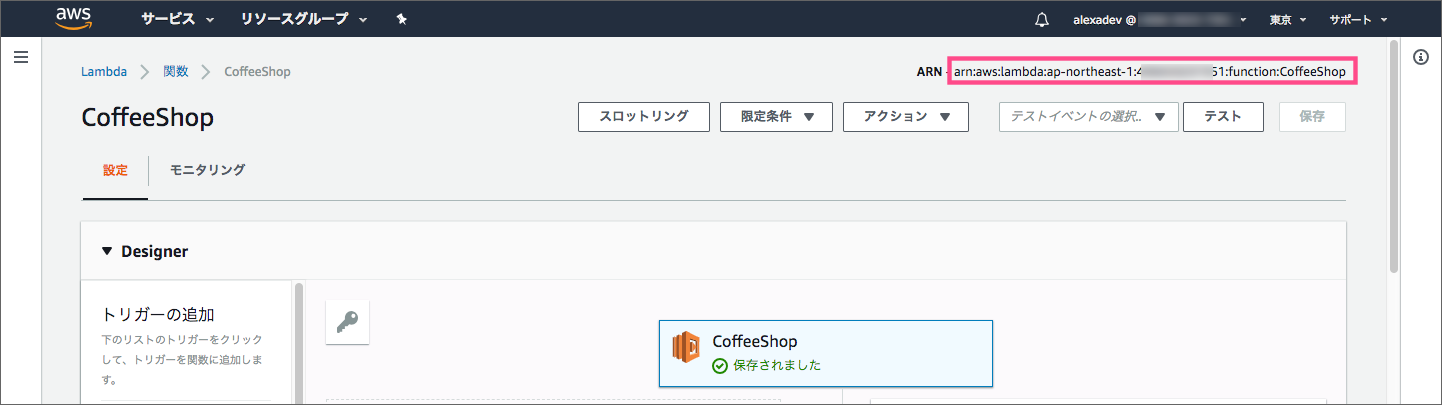 aws サービス リソースグループ alexadev @ 東京 サポート
Lambda 関数 CoffeeShop ARN - arn:aws:lambda:ap-northeast-1:4 51:function:CoffeeShop
CoffeeShop スロットリング 限定条件 アクション テストイベントの選択.. テスト 保存
設定 モニタリング
Designer
トリガーの追加
下のリストのトリガーをクリック
して、トリガーを関数に追加しま
す。
CoffeeShop
保存されました